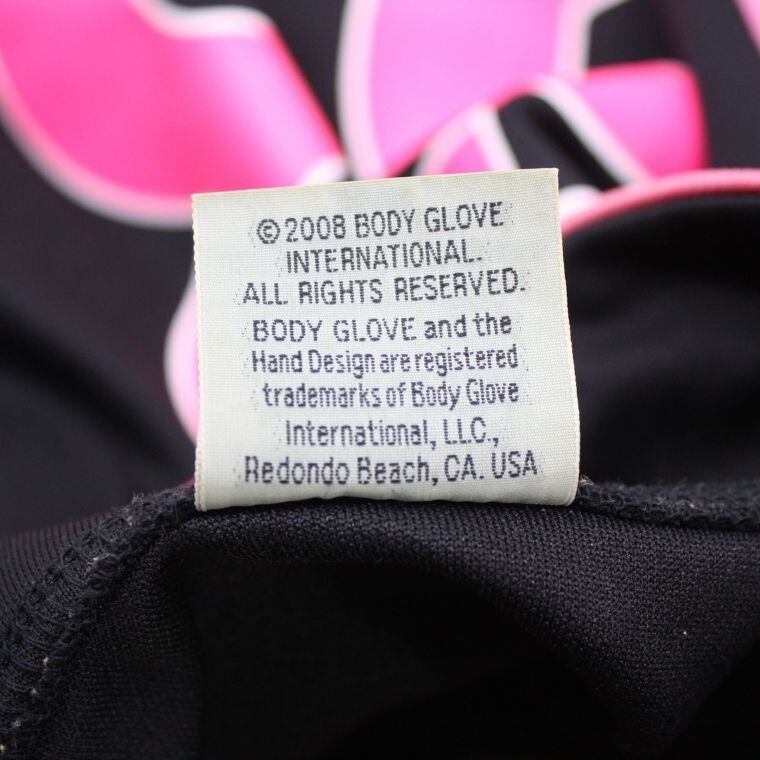 © 2008 BODY GLOVE
INTERNATIONAL.
ALL RIGHTS RESERVED.
BODY GLOVE and the
Hand Design are registered
trademarks of Body Glove
International, LLC.,
Redondo Beach, CA. USA